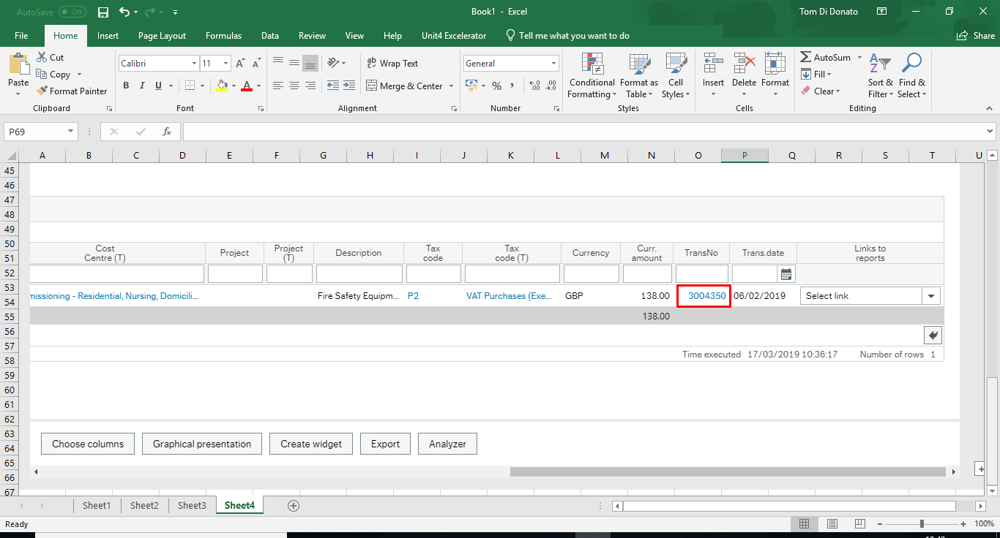 AutoSave Off Book1 - Excel Tom Di Donato
File Home Insert Page Layout Formulas Data Review View Help Unit4 Excelerator Tell me what you want to do Share
Paste
Cut
Copy
Format Painter
Clipboard
Calibri 11
B I U
Font
Wrap Text
Merge & Center
Alignment
General
%
Number
Conditional
Formatting
Format as
Table
Cell
Styles
Styles
Insert
Delete
Format
Cells
AutoSum
Fill
Clear
Sort &
Filter
Find &
Select
Editing
P69 fx
A B C D E F G H I J K L M N O P Q R S T U
45
46
47
48
49
50
51
52
53
54
55
56
57
58
59
60
61
62
63
64
65
66
67
Cost
Centre (T)
Project
Project
(T)
Description
Tax
code
Tax
code (T)
Currency
Curr.
amount
TransNo
Trans.date
Links to
reports
missioning - Residential, Nursing, Domicili... Fire Safety Equipm... P2 VAT Purchases (Exe... GBP 138.00 3004350 06/02/2019 Select link
138.00
Time executed 17/03/2019 10:36:17 Number of rows 1
Choose columns Graphical presentation Create widget Export Analyzer
Sheet1 Sheet2 Sheet3 Sheet4
Ready 100%